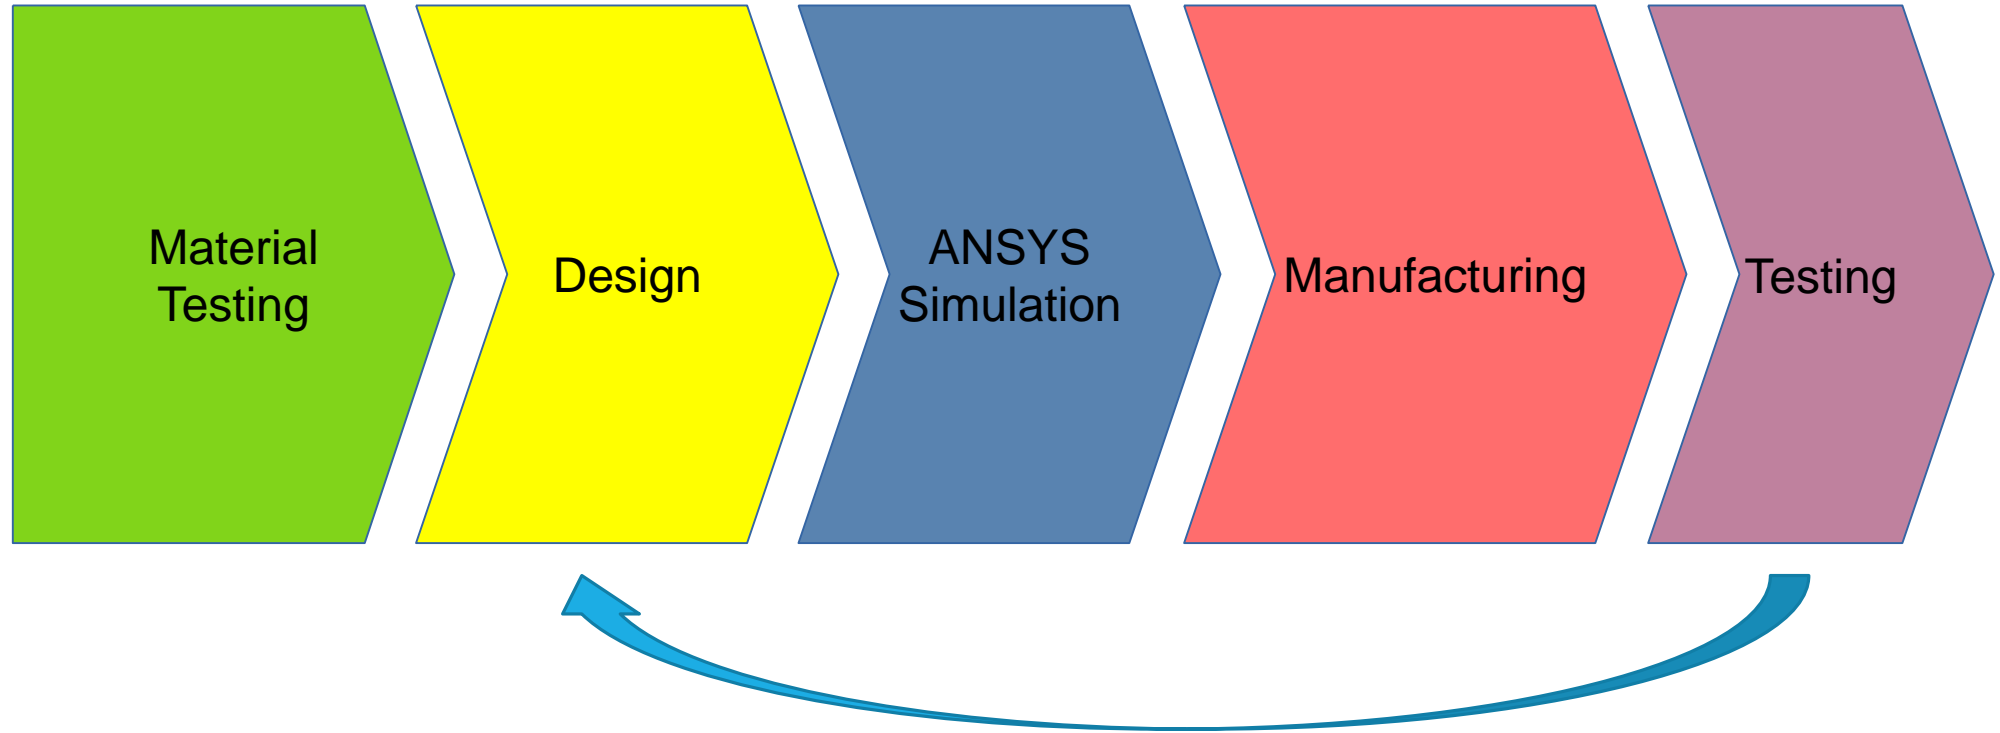 Material
Testing
Design
ANSYS
Simulation
Manufacturing
Testing